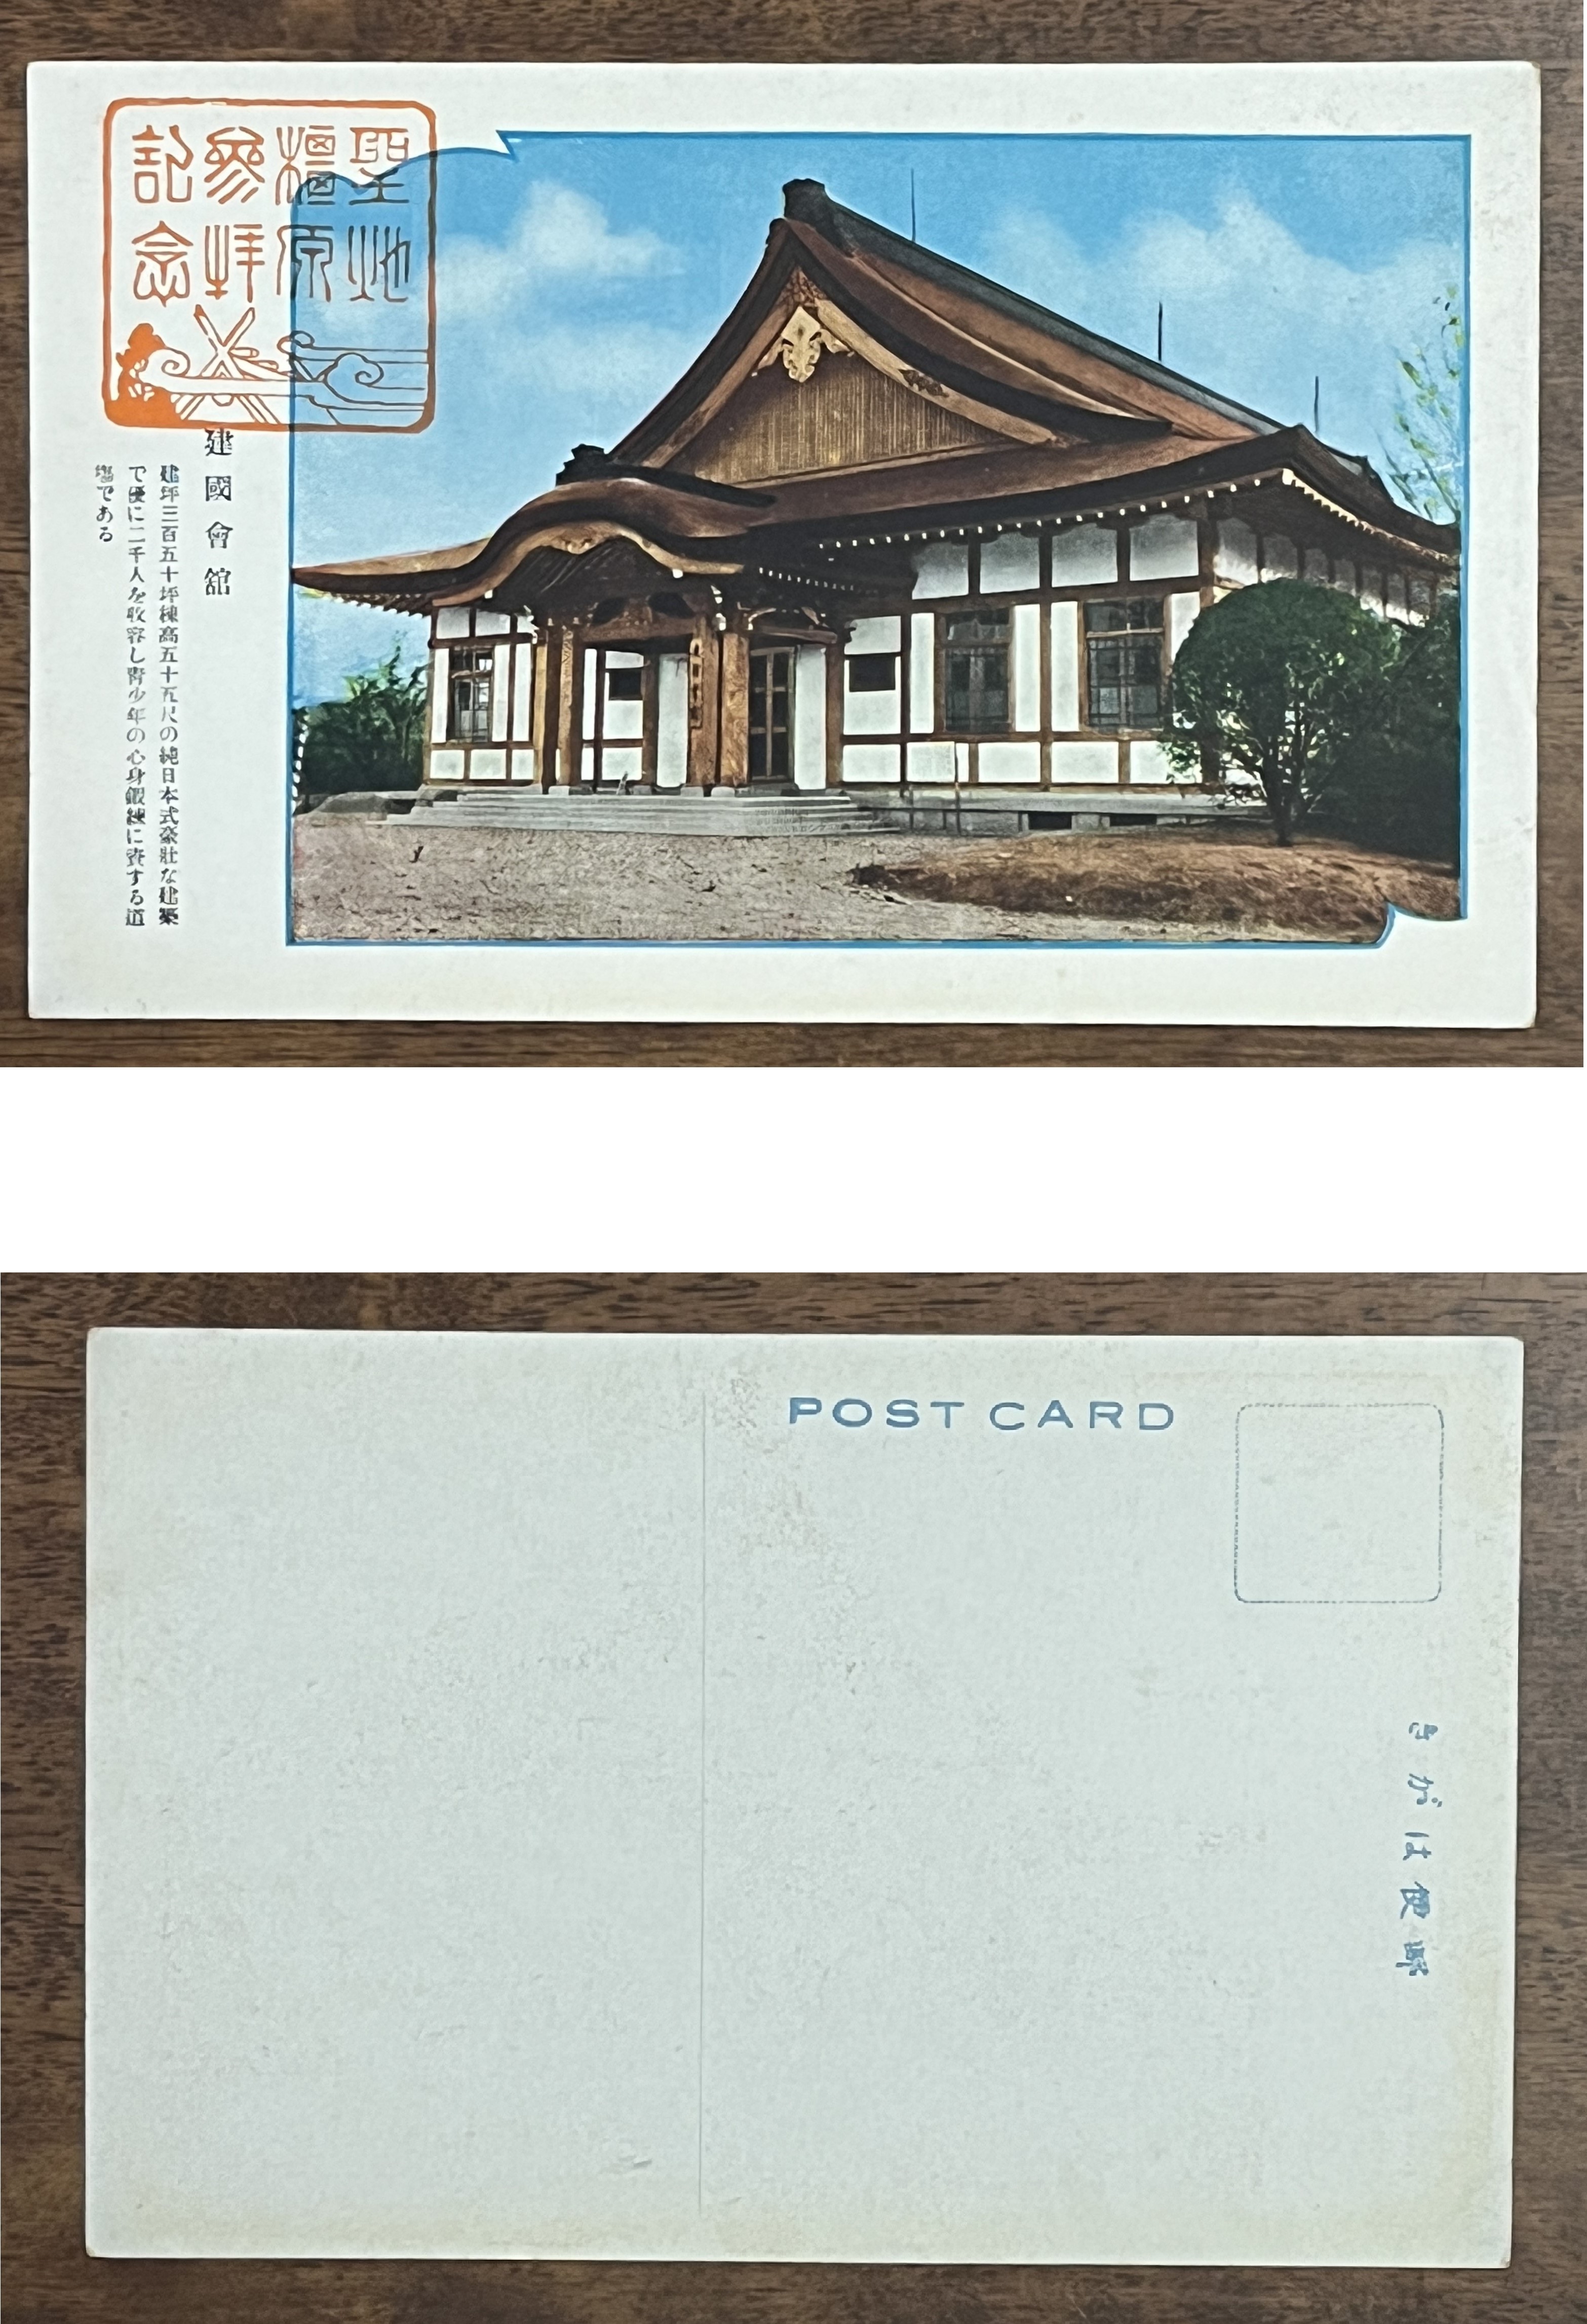 聖地
橿原
參拜
記念
建國會舘
建坪三百五十坪棟高五十五尺の純日本式豪壯な建築
で優に二千人を收容し靑少年の心身鍛練に資する道
場である
POST CARD
きがは便郵